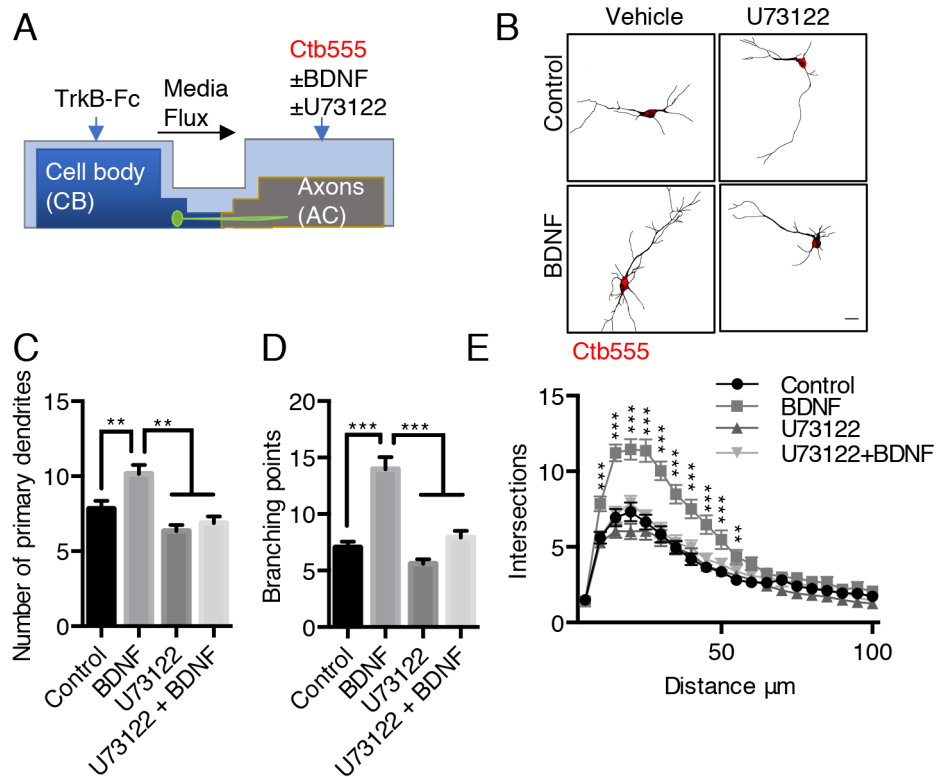 A
TrkB-Fc
Media
Flux
Ctb555
±BDNF
±U73122
Cell body
(CB)
Axons
(AC)
B
Vehicle
U73122
Control
BDNF
Ctb555
C
Number of primary dendrites
15
10
5
0
**
**
Control
BDNF
U73122
U73122 + BDNF
D
Branching points
20
15
10
5
0
***
***
Control
BDNF
U73122
U73122 + BDNF
E
Intersections
15
10
5
0
***
***
***
***
***
***
***
***
***
**
50
100
Distance μm
Control
BDNF
U73122
U73122+BDNF